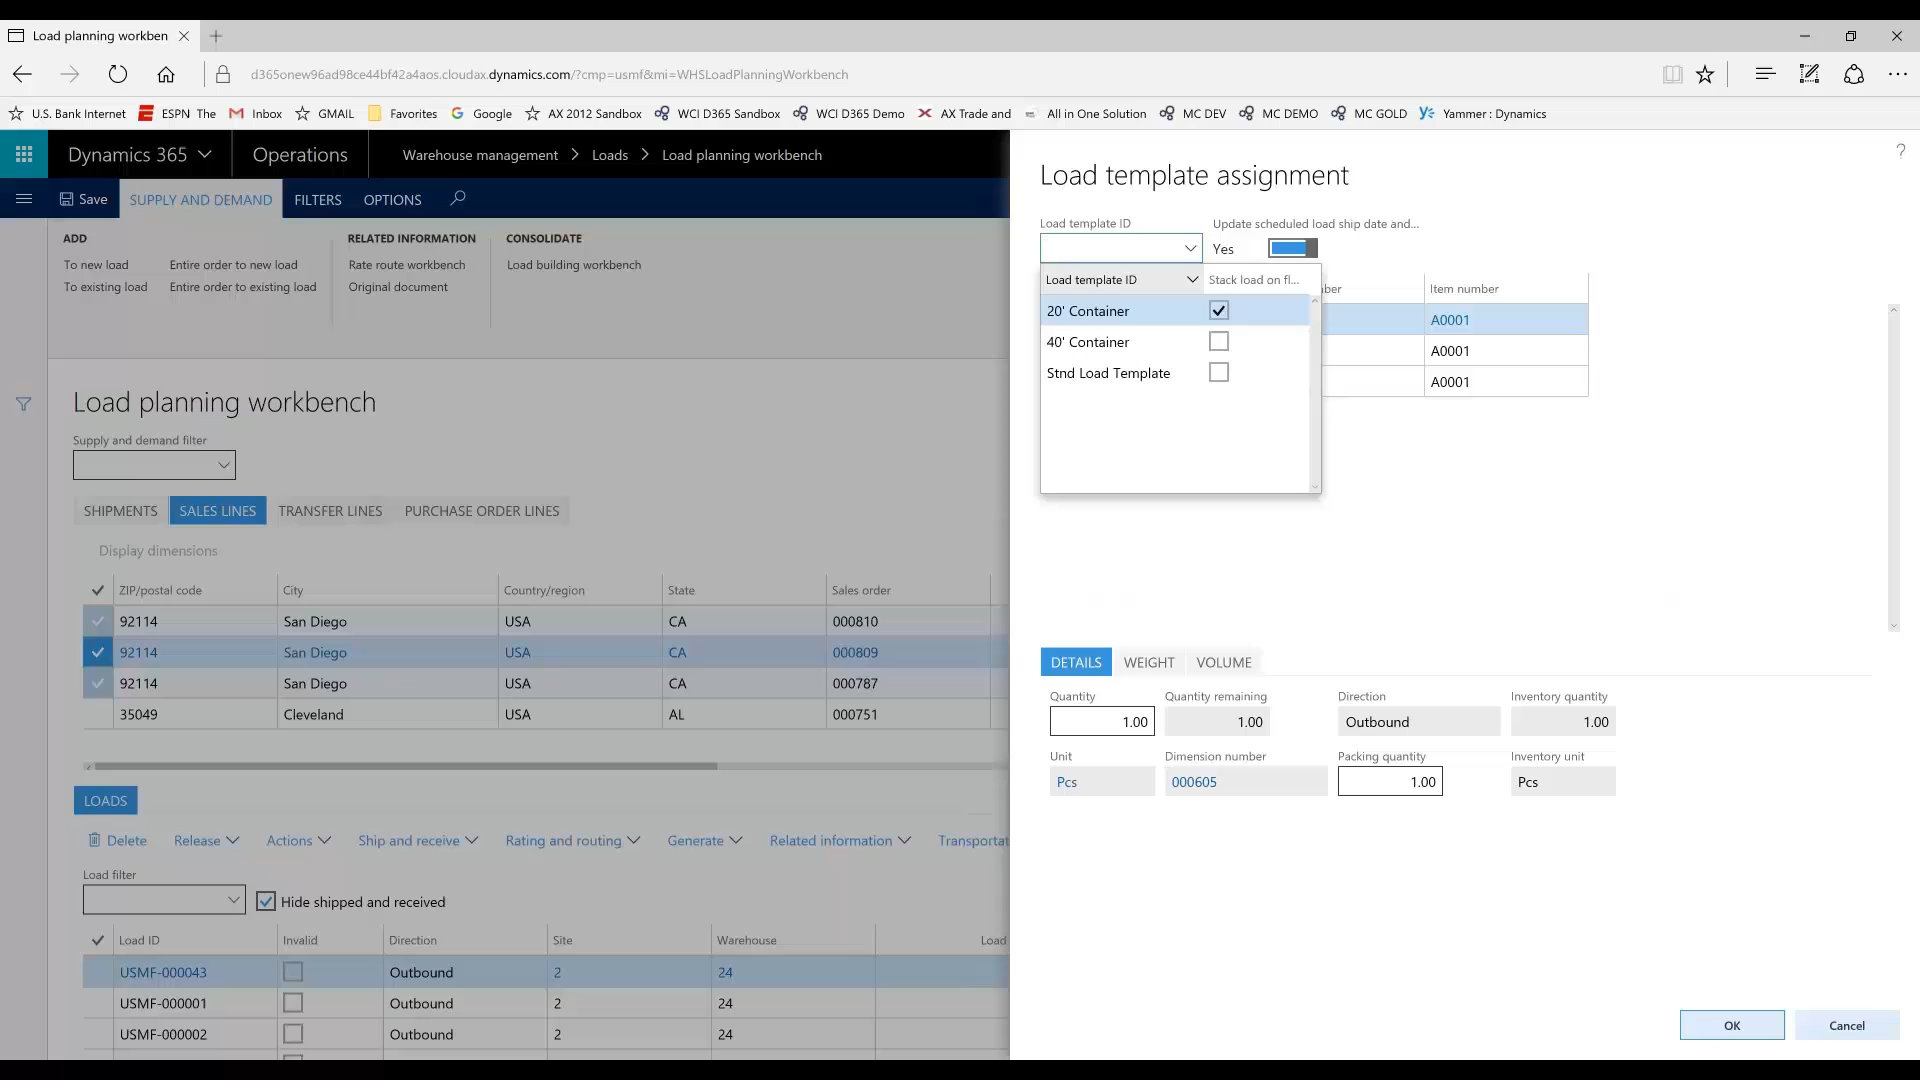 Load planning workben
d365onew96ad98ce44bf42a4aos.cloudax.dynamics.com/?cmp=usmf&mi=WHSLoadPlanningWorkbench
U.S. Bank Internet ESPN The Inbox GMAIL Favorites Google AX 2012 Sandbox WCI D365 Sandbox WCI D365 Demo AX Trade and All in One Solution MC DEV MC DEMO MC GOLD Yammer : Dynamics
Dynamics 365 Operations Warehouse management Loads Load planning workbench
Save SUPPLY AND DEMAND FILTERS OPTIONS
ADD RELATED INFORMATION CONSOLIDATE
To new load Entire order to new load Rate route workbench Load building workbench
To existing load Entire order to existing load Original document
Load planning workbench
Supply and demand filter
SHIPMENTS SALES LINES TRANSFER LINES PURCHASE ORDER LINES
Display dimensions
ZIP/postal code City Country/region State Sales order
92114 San Diego USA CA 000810
92114 San Diego USA CA 000809
92114 San Diego USA CA 000787
35049 Cleveland USA AL 000751
LOADS
Delete Release Actions Ship and receive Rating and routing Generate Related information Transportat
Load filter
Hide shipped and received
Load ID Invalid Direction Site Warehouse Load
USMF-000043 Outbound 2 24
USMF-000001 Outbound 2 24
USMF-000002 Outbound 2 24
?
Load template assignment
Load template ID Update scheduled load ship date and...
Yes
Load template ID Stack load on fl... ber Item number
20' Container A0001
40' Container A0001
Stnd Load Template A0001
DETAILS WEIGHT VOLUME
Quantity Quantity remaining Direction Inventory quantity
1.00 1.00 Outbound 1.00
Unit Dimension number Packing quantity Inventory unit
Pcs 000605 1.00 Pcs
OK Cancel